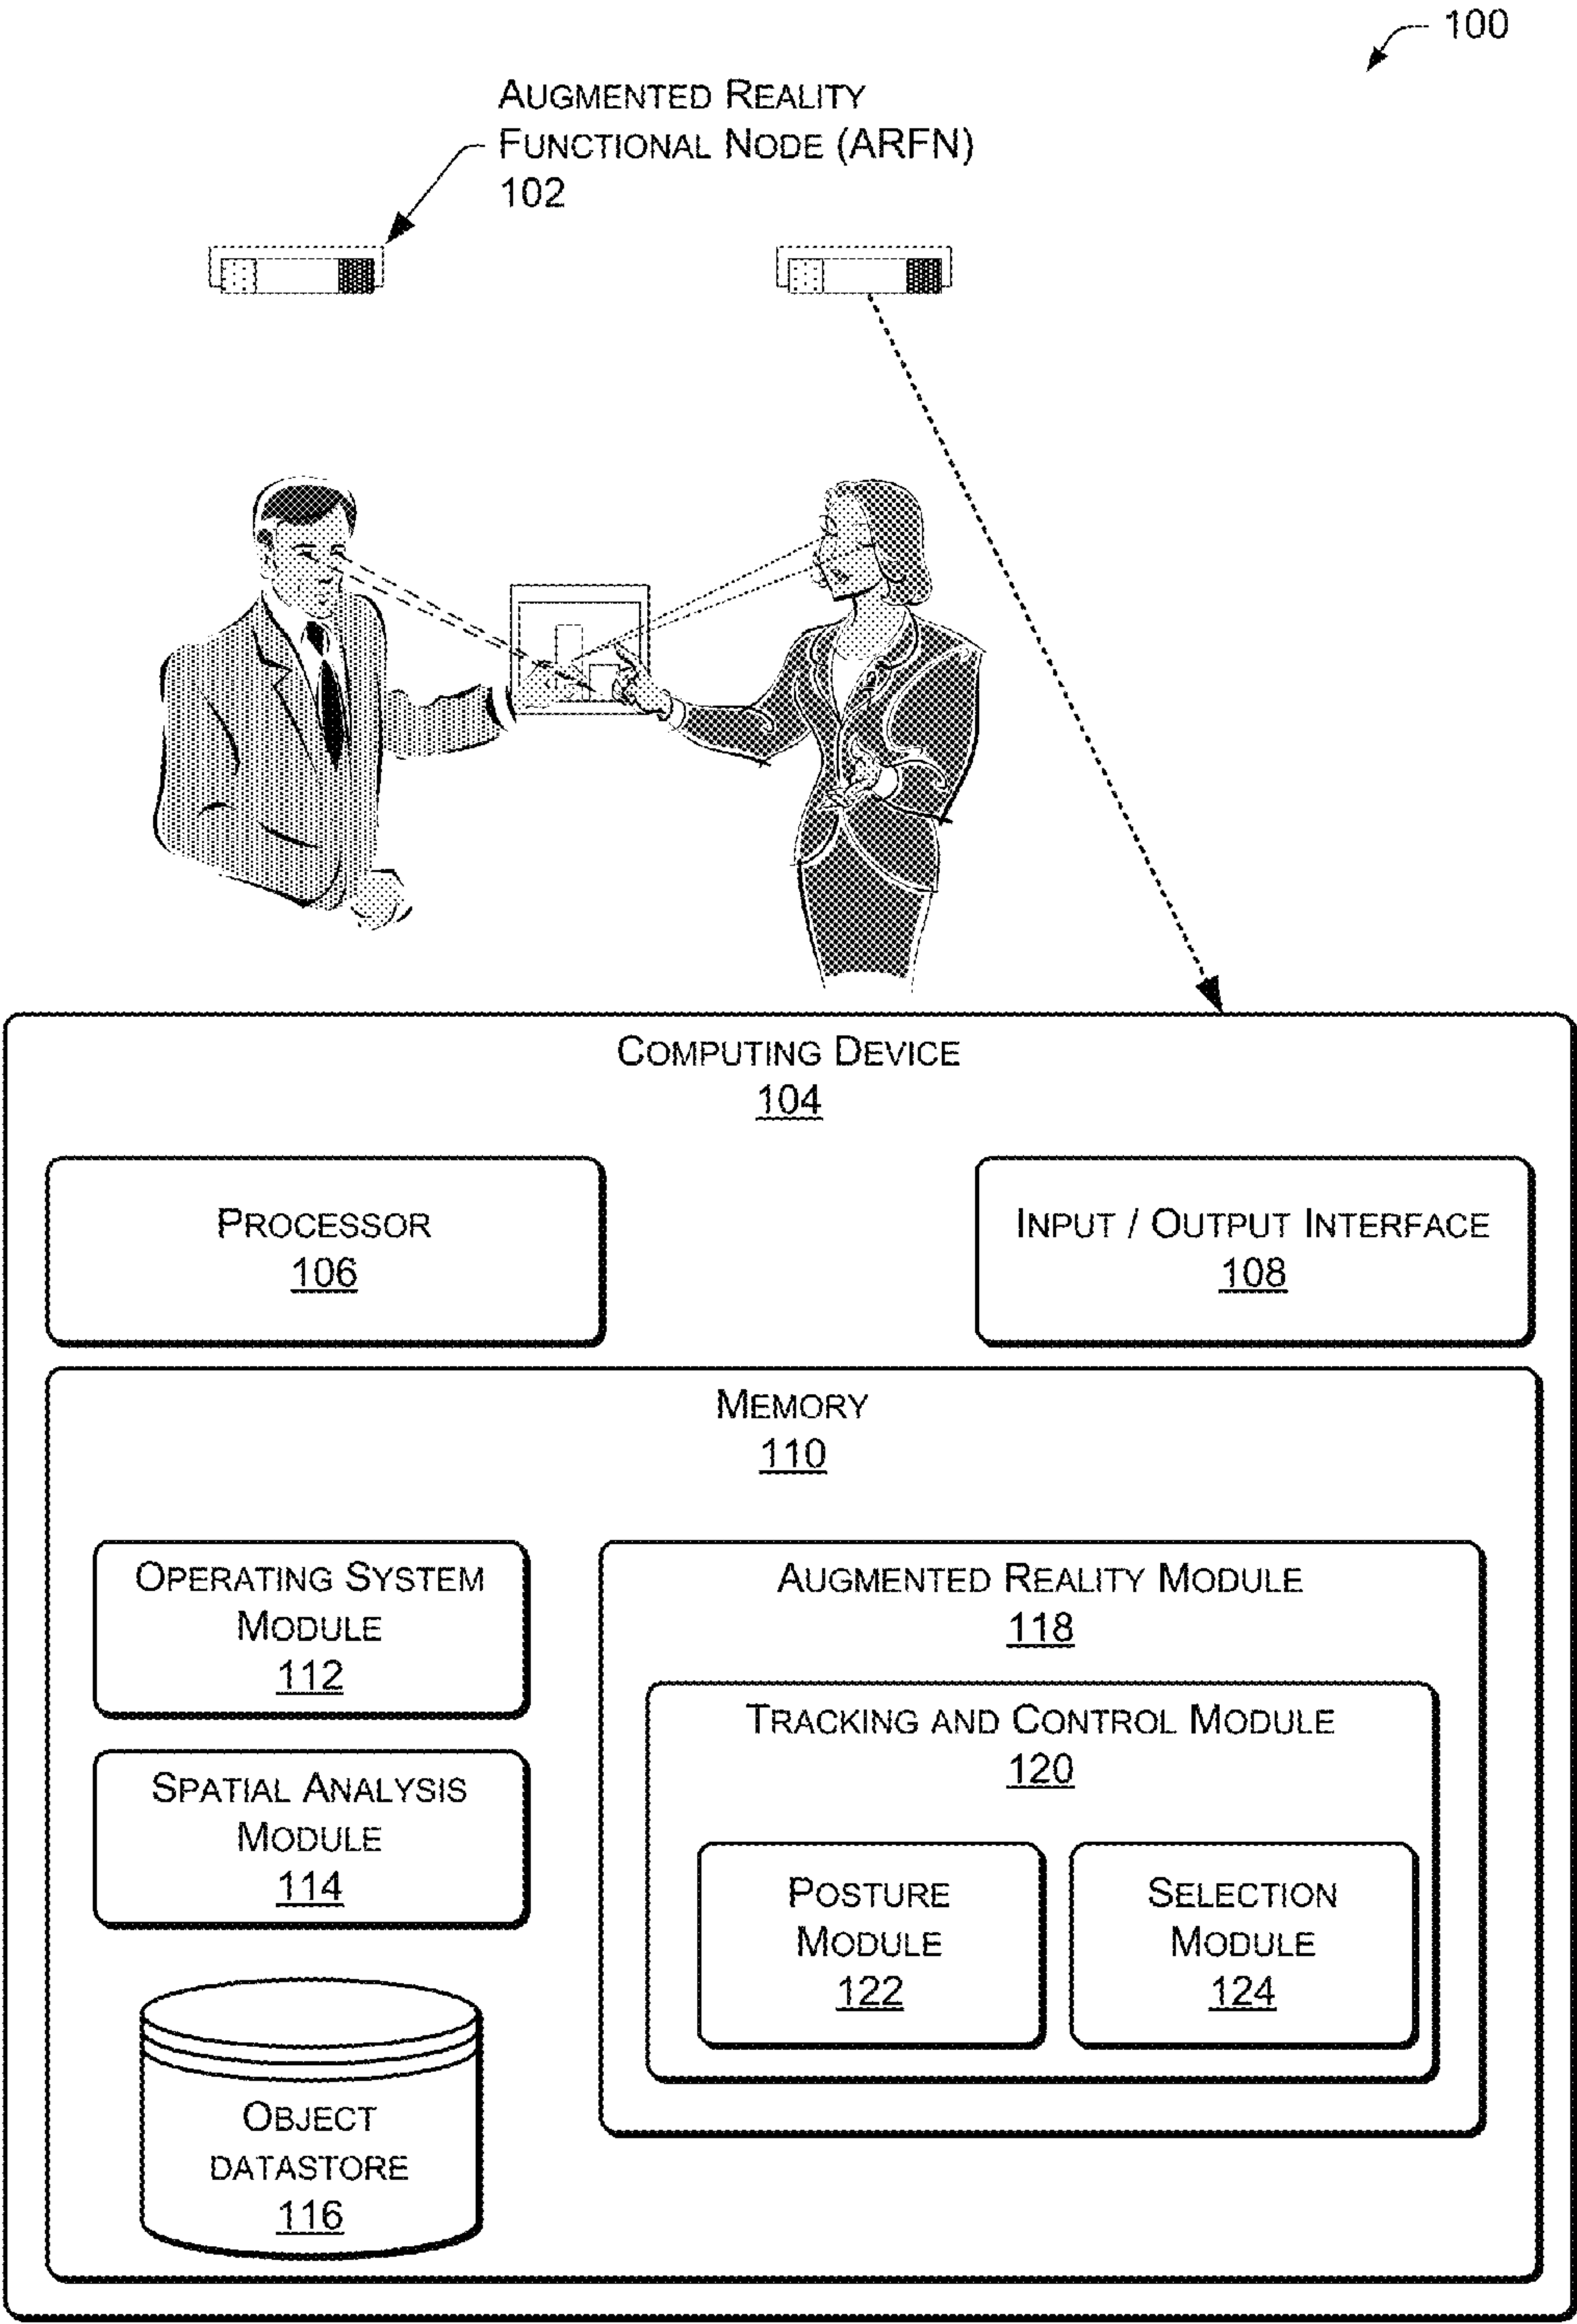 100
AUGMENTED REALITY
FUNCTIONAL NODE (ARFN)
102
COMPUTING DEVICE
104
PROCESSOR
106
INPUT / OUTPUT INTERFACE
108
MEMORY
110
OPERATING SYSTEM
MODULE
112
SPATIAL ANALYSIS
MODULE
114
OBJECT
DATASTORE
116
AUGMENTED REALITY MODULE
118
TRACKING AND CONTROL MODULE
120
POSTURE
MODULE
122
SELECTION
MODULE
124